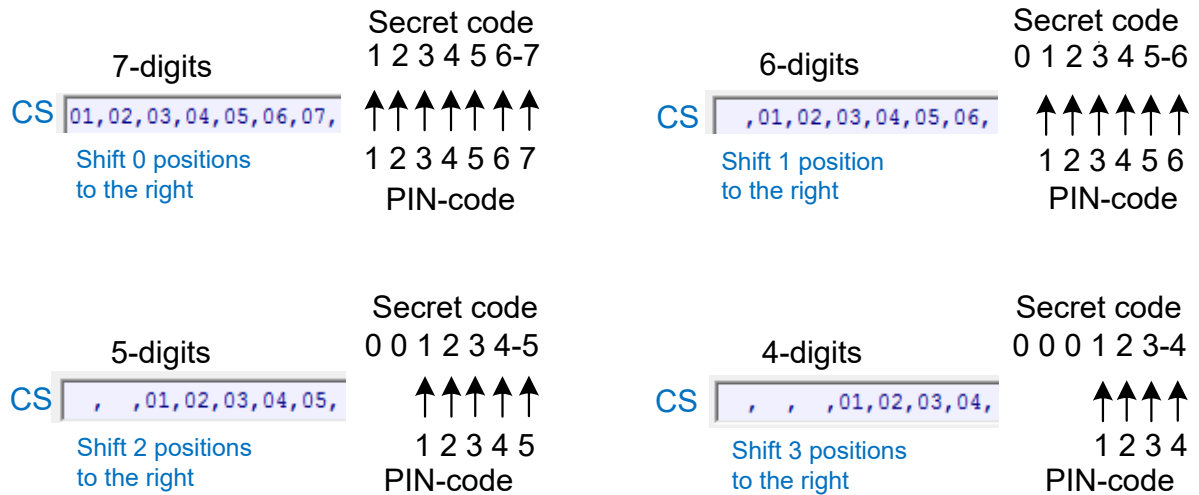 7-digits
CS 01,02,03,04,05,06,07,
Shift 0 positions
to the right
Secret code
1 2 3 4 5 6-7
1 2 3 4 5 6 7
PIN-code
6-digits
CS ,01,02,03,04,05,06,
Shift 1 position
to the right
Secret code
0 1 2 3 4 5-6
1 2 3 4 5 6
PIN-code
5-digits
CS , ,01,02,03,04,05,
Shift 2 positions
to the right
Secret code
0 0 1 2 3 4-5
1 2 3 4 5
PIN-code
4-digits
CS , , ,01,02,03,04,
Shift 3 positions
to the right
Secret code
0 0 0 1 2 3-4
1 2 3 4
PIN-code